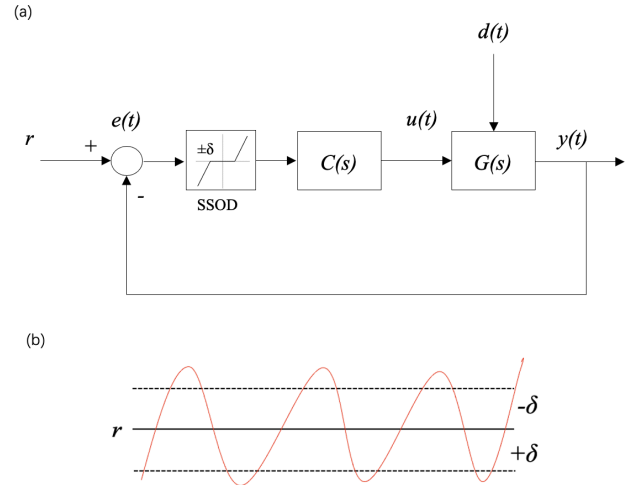 (a)
d(t)
r
+
e(t)
±δ
C(s)
u(t)
G(s)
y(t)
-
SSOD
(b)
-δ
r
+δ